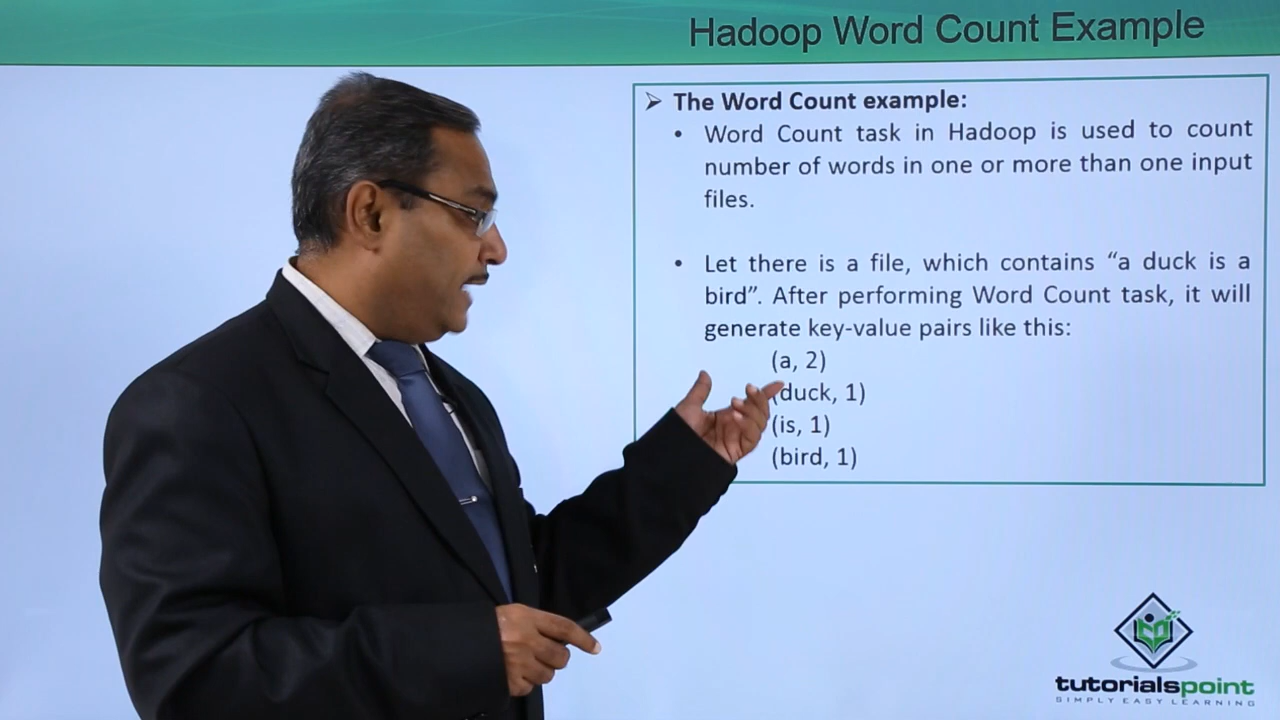 Hadoop Word Count Example
➢ The Word Count example:
• Word Count task in Hadoop is used to count
number of words in one or more than one input
files.
• Let there is a file, which contains “a duck is a
bird”. After performing Word Count task, it will
generate key-value pairs like this:
(a, 2)
(duck, 1)
(is, 1)
(bird, 1)
tutorialspoint
SIMPLY EASY LEARNING